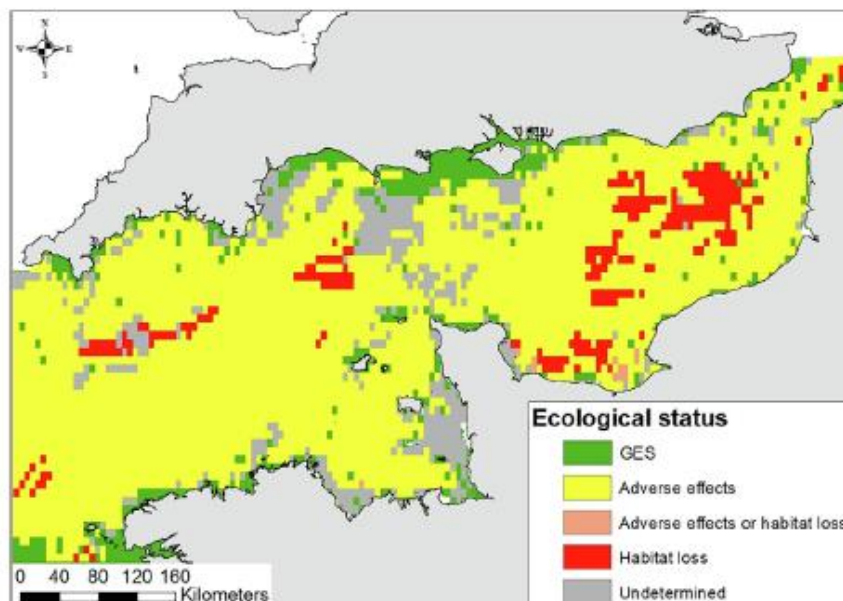 N
W E
S
Ecological status
GES
Adverse effects
Adverse effects or habitat loss
Habitat loss
Undetermined
0 40 80 120 160
Kilometers